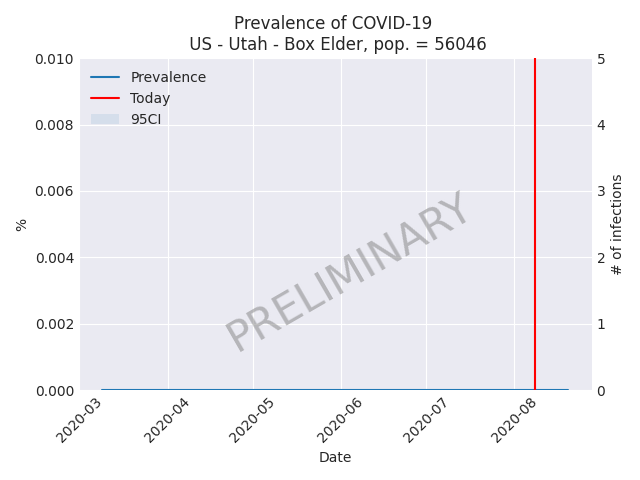 Prevalence of COVID-19
US - Utah - Box Elder, pop. = 56046
Prevalence
Today
95CI
0.010
0.008
0.006
0.004
0.002
0.000
%
5
4
3
2
1
0
# of infections
PRELIMINARY
2020-03
2020-04
2020-05
2020-06
2020-07
2020-08
Date